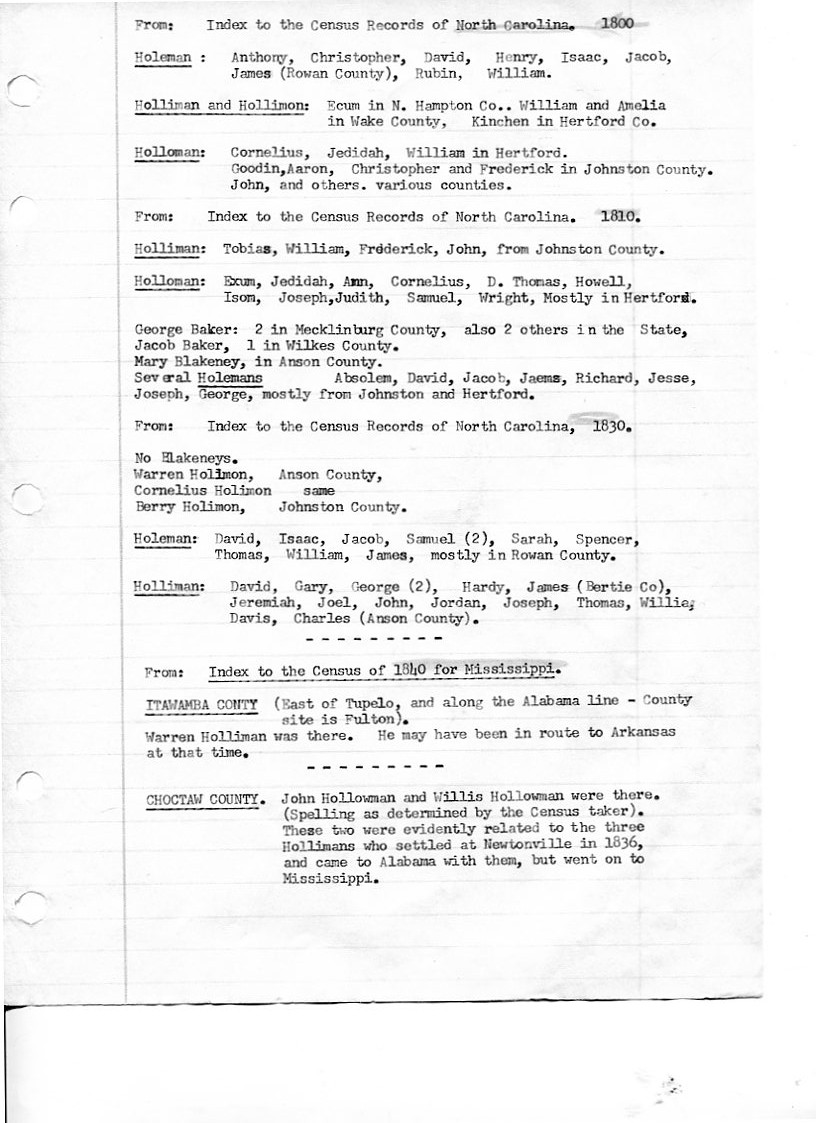 From: Index to the Census Records of North Carolina. 1800
Holeman : Anthony, Christopher, David, Henry, Isaac, Jacob,
James (Rowan County), Rubin, William.
Holliman and Hollimon: Ecum in N. Hampton Co.. William and Amelia
in Wake County, Kinchen in Hertford Co.
Holloman: Cornelius, Jedidah, William in Hertford.
Goodin,Aaron, Christopher and Frederick in Johnston County.
John, and others. various counties.
From: Index to the Census Records of North Carolina. 1810.
Holliman: Tobias, William, Frederick, John, from Johnston County.
Holloman: Exum, Jedidah, Ann, Cornelius, D. Thomas, Howell,
Isom, Joseph,Judith, Samuel, Wright, Mostly in Hertford.
George Baker: 2 in Mecklinburg County, also 2 others in the State,
Jacob Baker, 1 in Wilkes County.
Mary Blakeney, in Anson County.
Several Holemans Absolem, David, Jacob, Jaems, Richard, Jesse,
Joseph, George, mostly from Johnston and Hertford.
From: Index to the Census Records of North Carolina, 1830.
No Blakeneys.
Warren Holimon, Anson County,
Cornelius Holimon same
Berry Holimon, Johnston County.
Holeman: David, Isaac, Jacob, Samuel (2), Sarah, Spencer,
Thomas, William, James, mostly in Rowan County.
Holliman: David, Gary, George (2), Hardy, James (Bertie Co),
Jeremiah, Joel, John, Jordan, Joseph, Thomas, Willie,
Davis, Charles (Anson County).
- - - - - - - - -
From: Index to the Census of 1840 for Mississippi.
ITAWAMBA CONTY (East of Tupelo, and along the Alabama line - County
site is Fulton).
Warren Holliman was there. He may have been in route to Arkansas
at that time.
- - - - - - - - -
CHOCTAW COUNTY. John Hollowman and Willis Hollowman were there.
(Spelling as determined by the Census taker).
These two were evidently related to the three
Hollimans who settled at Newtonville in 1836,
and came to Alabama with them, but went on to
Mississippi.